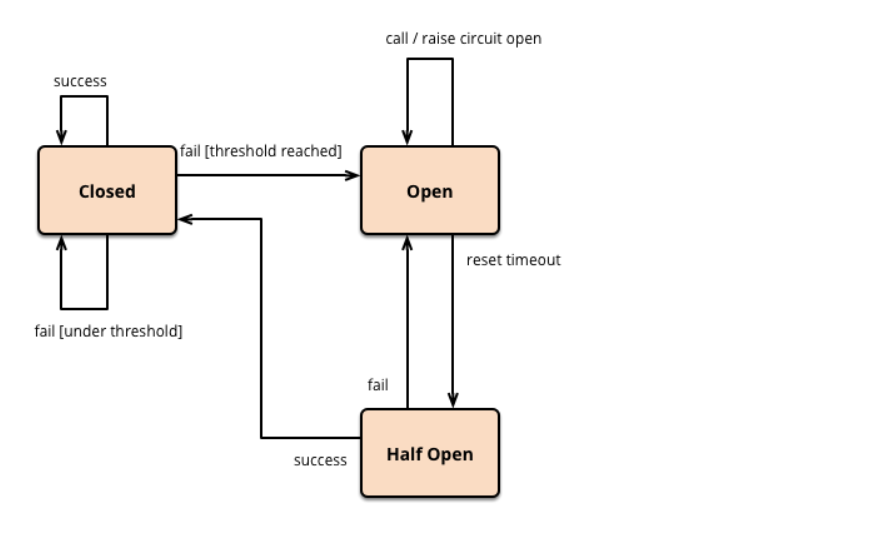 call / raise circuit open
success
fail [threshold reached]
Closed
Open
reset timeout
fail [under threshold]
fail
Half Open
success